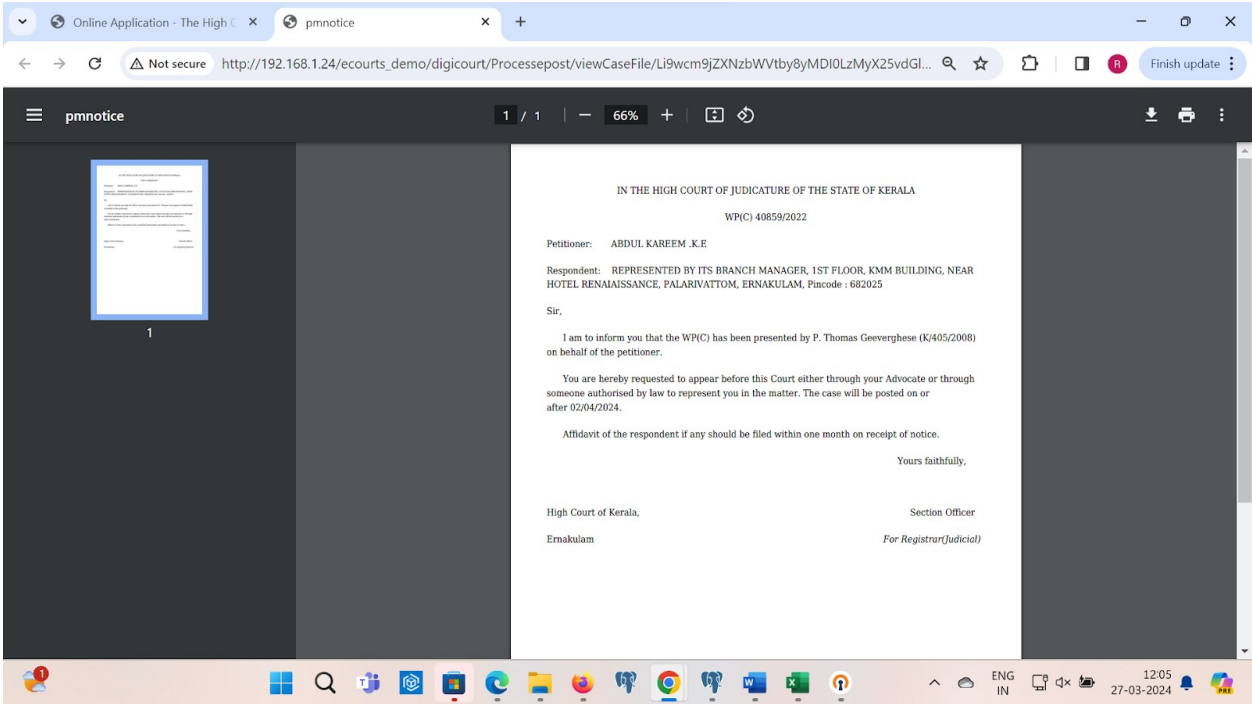 Online Application - The High C
pmnotice
Not secure
http://192.168.1.24/ecourts_demo/digicourt/Processepost/viewCaseFile/Li9wcm9jZXNzbWVtby8yMDI0LzMyX25vdGl...
R
Finish update
pmnotice
1 / 1
66%
1
IN THE HIGH COURT OF JUDICATURE OF THE STATE OF KERALA
WP(C) 40859/2022
Petitioner: ABDUL KAREEM .K.E
Respondent: REPRESENTED BY ITS BRANCH MANAGER, 1ST FLOOR, KMM BUILDING, NEAR
HOTEL RENAIAISSANCE, PALARIVATTOM, ERNAKULAM, Pincode : 682025
Sir,
I am to inform you that the WP(C) has been presented by P. Thomas Geeverghese (K/405/2008)
on behalf of the petitioner.
You are hereby requested to appear before this Court either through your Advocate or through
someone authorised by law to represent you in the matter. The case will be posted on or
after 02/04/2024.
Affidavit of the respondent if any should be filed within one month on receipt of notice.
Yours faithfully,
High Court of Kerala, Section Officer
Ernakulam For Registrar(Judicial)
1
ENG
IN
12:05
27-03-2024
PRE